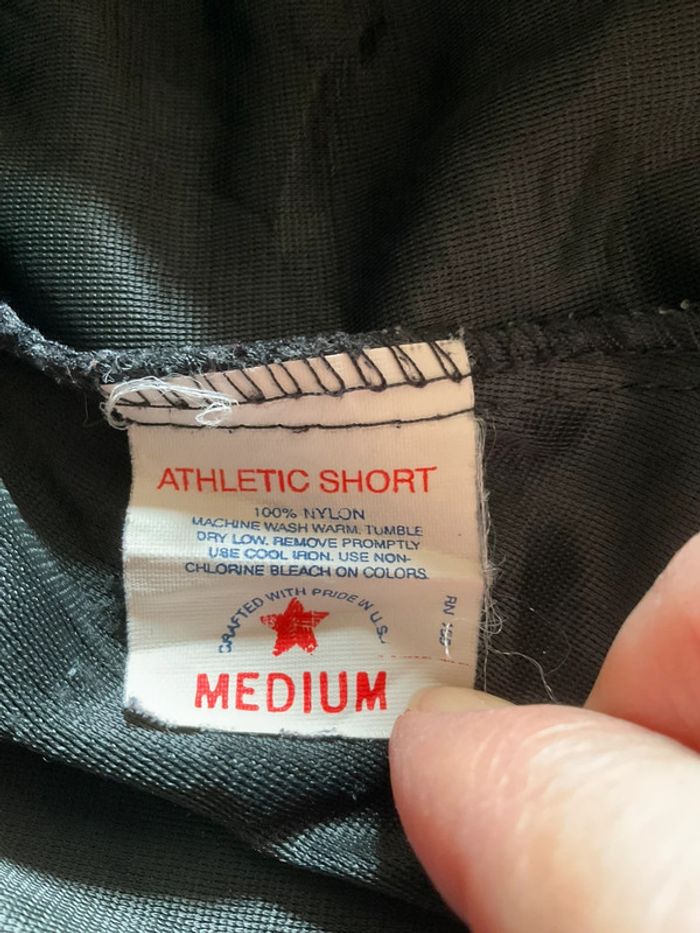 ATHLETIC SHORT
100% NYLON
MACHINE WASH WARM. TUMBLE
DRY LOW. REMOVE PROMPTLY
USE COOL IRON. USE NON-
CHLORINE BLEACH ON COLORS
CRAFTED WITH PRIDE IN U.S.
RN
MEDIUM